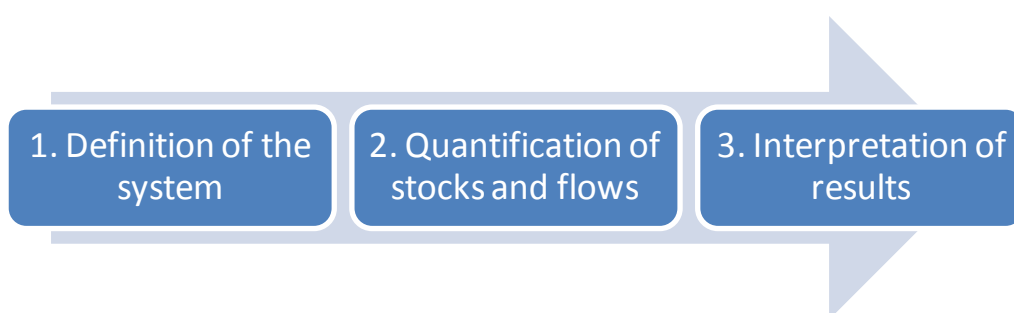 1. Definition of the
system
2. Quantification of
stocks and flows
3. Interpretation of
results